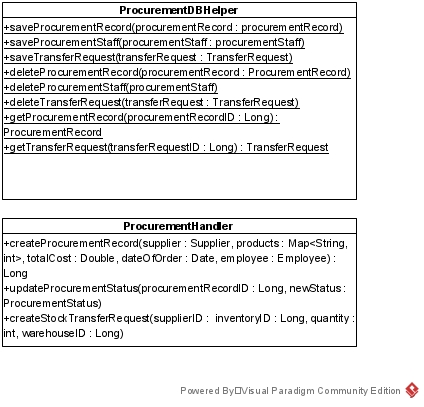 ProcurementDBHelper
+saveProcurementRecord(procurementRecord : procurementRecord)
+saveProcurementStaff(procurementStaff : procurementStaff)
+saveTransferRequest(transferRequest : TransferRequest)
+deleteProcurementRecord(procurementRecord : ProcurementRecord)
+deleteProcurementStaff(procurementStaff)
+deleteTransferRequest(transferRequest : TransferRequest)
+getProcurementRecord(procurementRecordID : Long) :
ProcurementRecord
+getTransferRequest(transferRequestID : Long) : TransferRequest
ProcurementHandler
+createProcurementRecord(supplier : Supplier, products : Map<String,
int>, totalCost : Double, dateOfOrder : Date, employee : Employee) :
Long
+updateProcurementStatus(procurementRecordID : Long, newStatus :
ProcurementStatus)
+createStockTransferRequest(supplierID : inventoryID : Long, quantity :
int, warehouseID : Long)
Powered By Visual Paradigm Community Edition